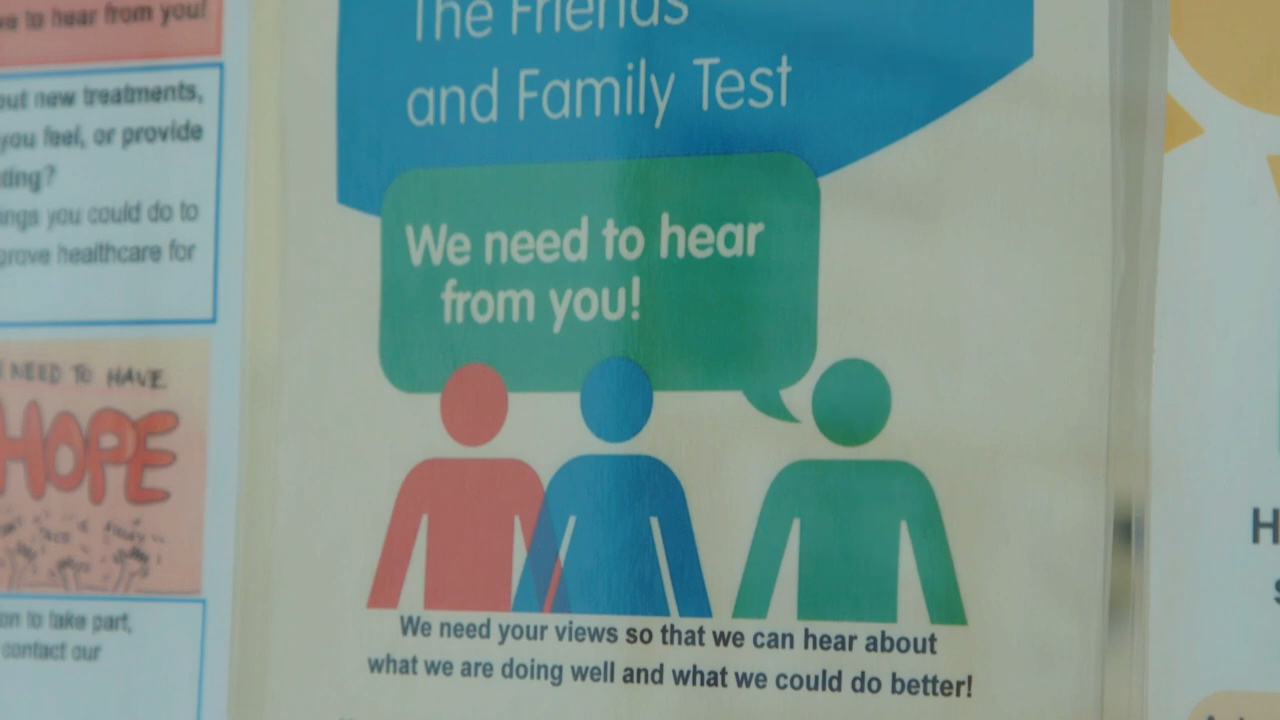 to hear from you!
out new treatments,
you feel, or provide
ings you could do to
prove healthcare for
NEED TO HAVE
HOPE
on to take part,
contact our
The Friends
and Family Test
We need to hear
from you!
We need your views so that we can hear about
what we are doing well and what we could do better!
H